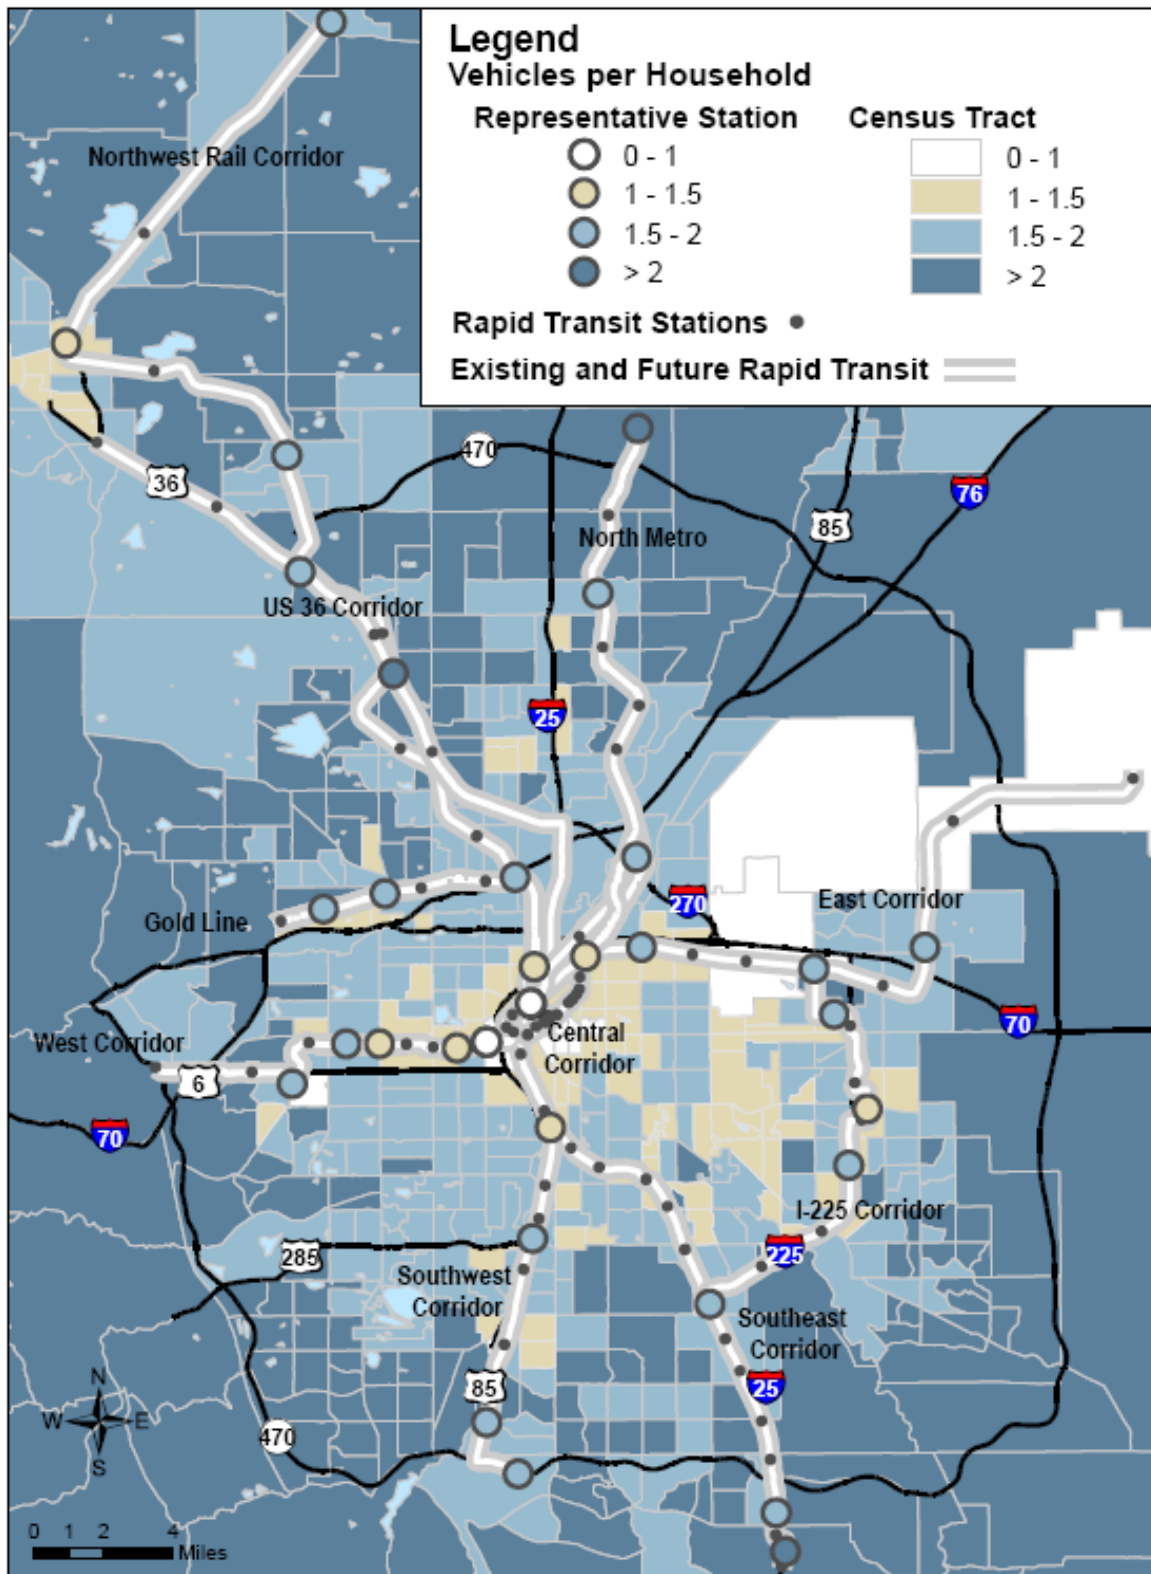 Legend
Vehicles per Household
Representative Station
Census Tract
0 - 1
0 - 1
1 - 1.5
1 - 1.5
1.5 - 2
1.5 - 2
> 2
> 2
Rapid Transit Stations
Existing and Future Rapid Transit
Northwest Rail Corridor
470
36
76
85
North Metro
US 36 Corridor
25
270
East Corridor
Gold Line
70
West Corridor
Central
Corridor
6
70
I-225 Corridor
285
225
Southwest
Corridor
Southeast
Corridor
85
25
N
W E
S
470
0 1 2 4
Miles